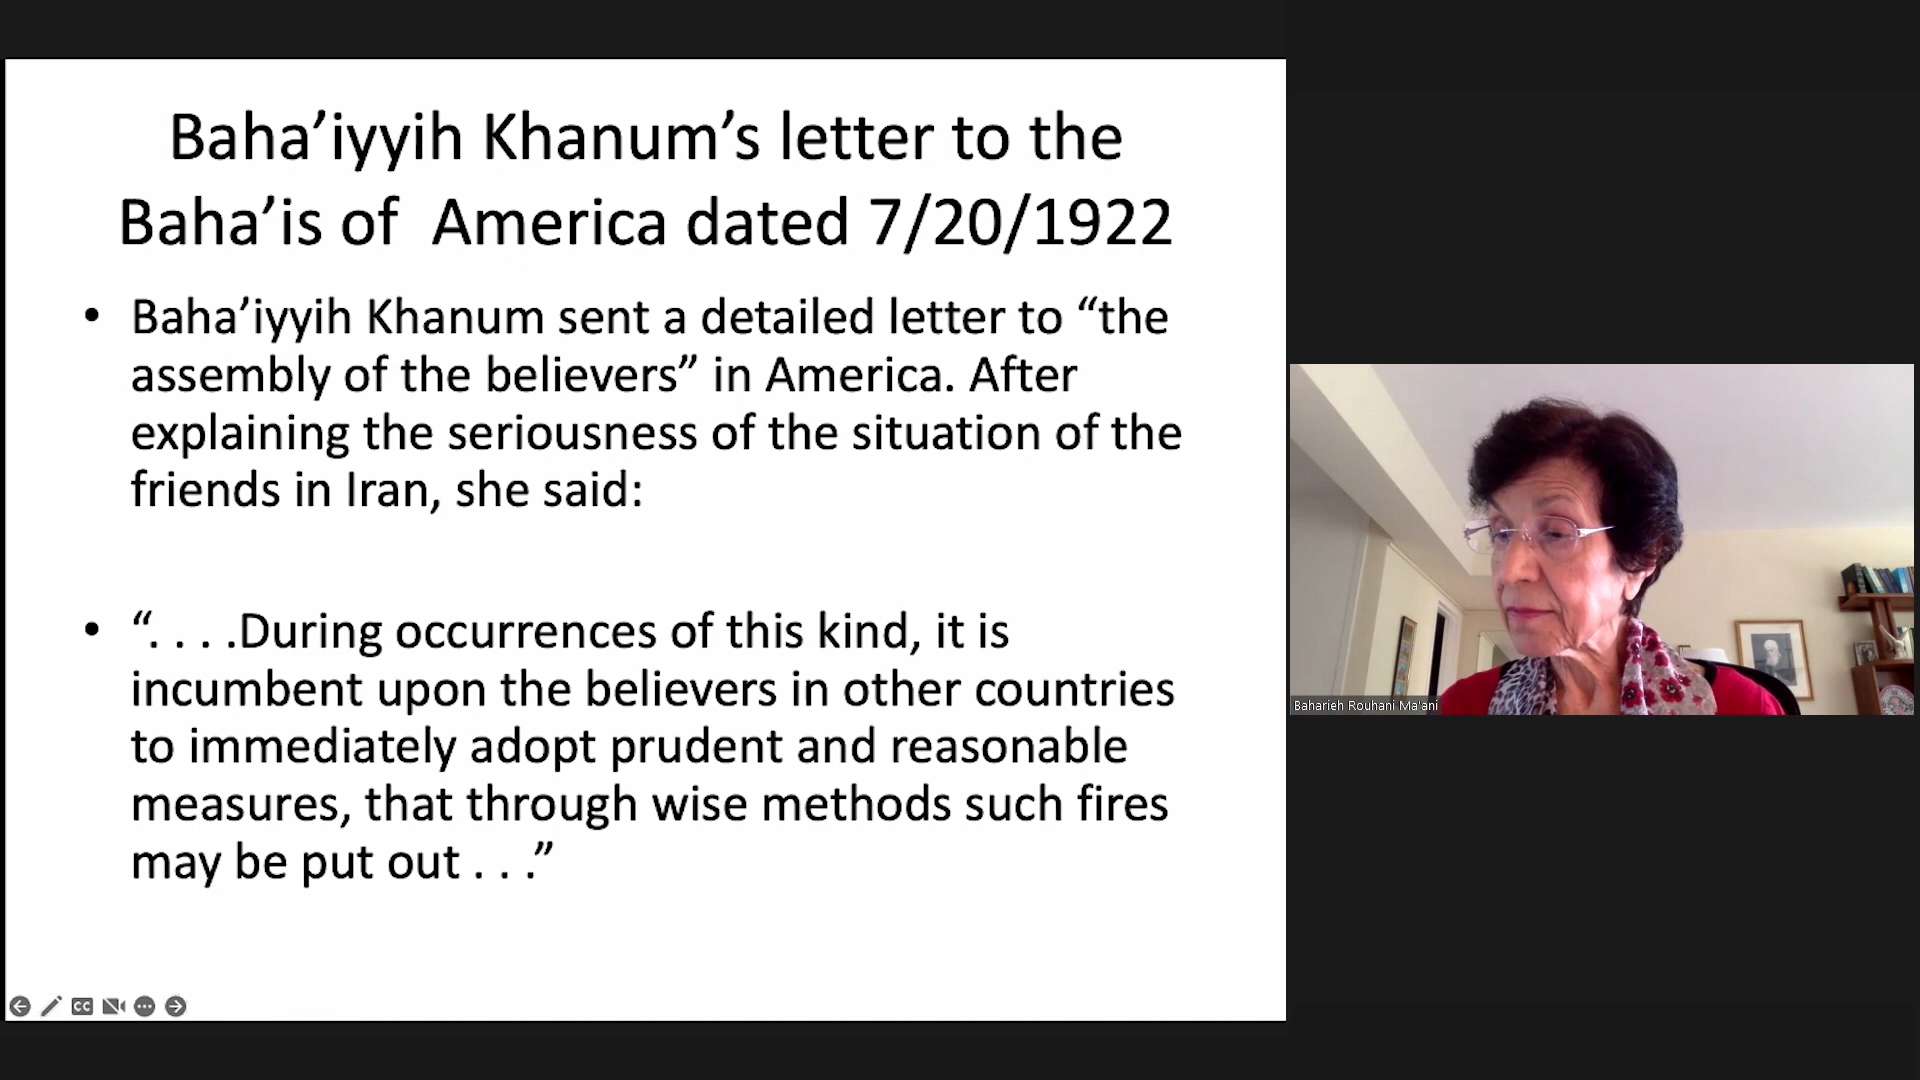 Baha’iyyih Khanum’s letter to the
Baha’is of  America dated 7/20/1922
• Baha’iyyih Khanum sent a detailed letter to “the
assembly of the believers” in America. After
explaining the seriousness of the situation of the
friends in Iran, she said:
• “. . . .During occurrences of this kind, it is
incumbent upon the believers in other countries
to immediately adopt prudent and reasonable
measures, that through wise methods such fires
may be put out . . .”
CC
Baharieh Rouhani Ma'ani